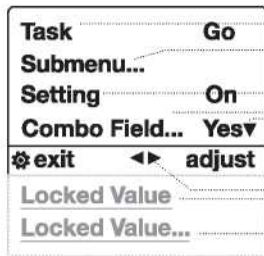 Task Go
Submenu...
Setting On
Combo Field... Yes▼
⚙ exit ◄► adjust
Locked Value
Locked Value...